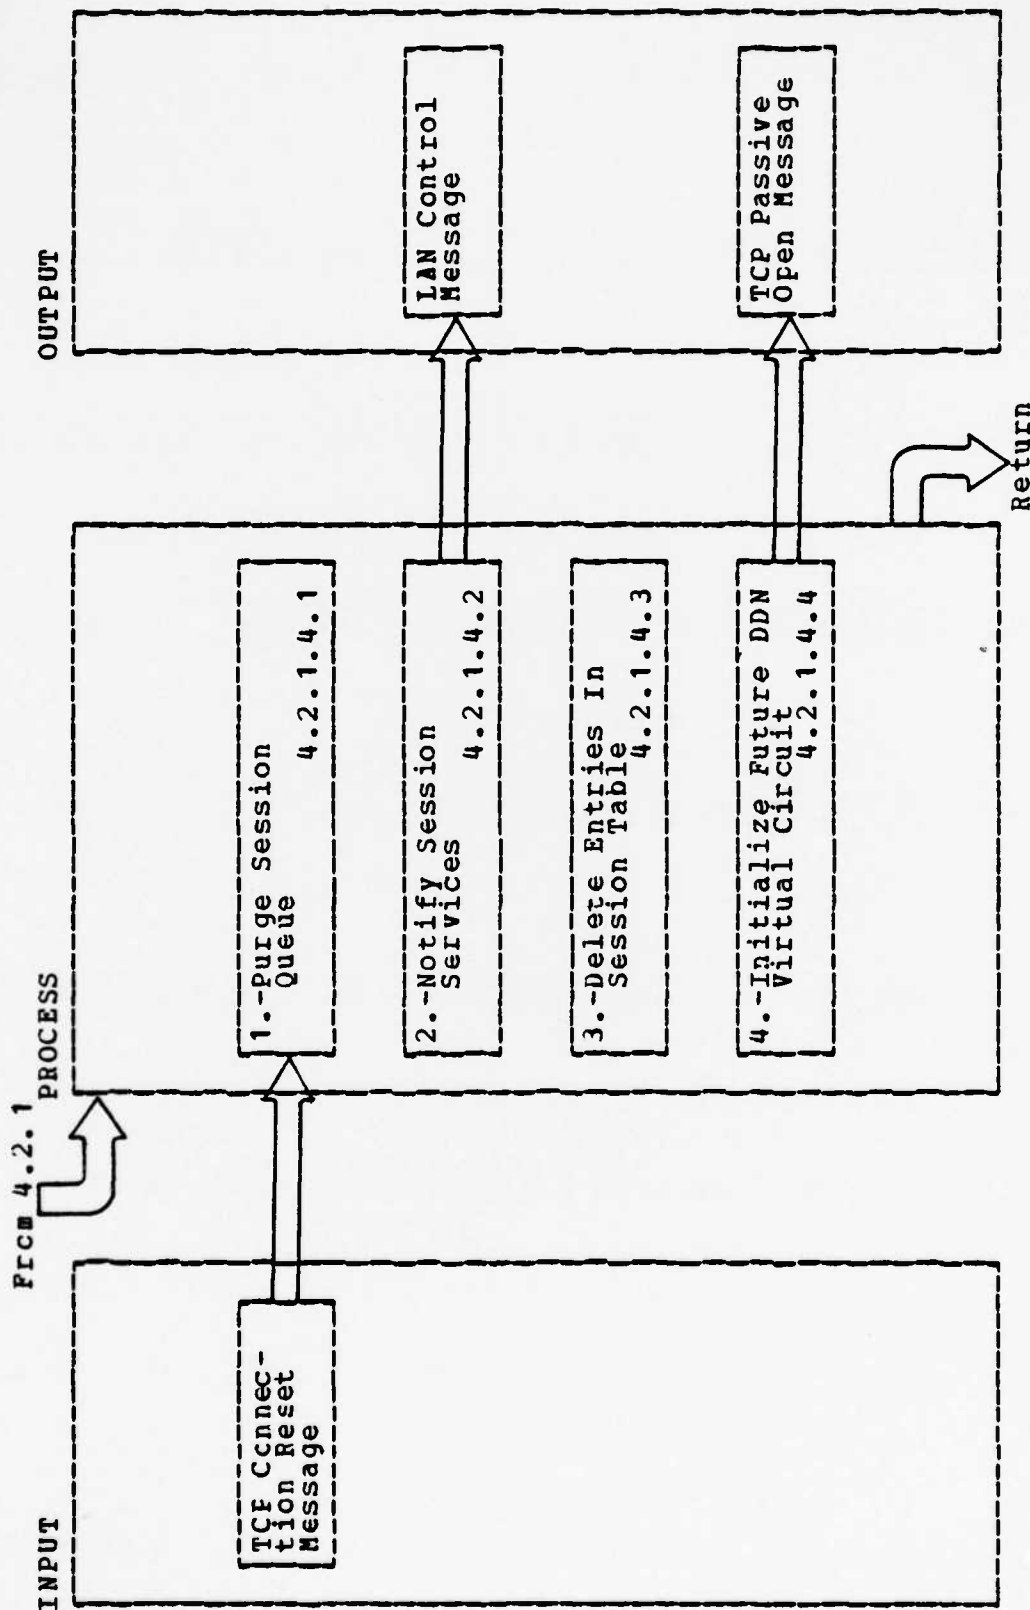 From 4.2.1
INPUT
PROCESS
OUTPUT
TCP Connec-
tion Reset
Message
1.-Purge Session
Queue
4.2.1.4.1
2.-Notify Session
Services
4.2.1.4.2
3.-Delete Entries In
Session Table
4.2.1.4.3
4.-Initialize Future DDN
Virtual Circuit
4.2.1.4.4
LAN Control
Message
TCP Passive
Open Message
Return